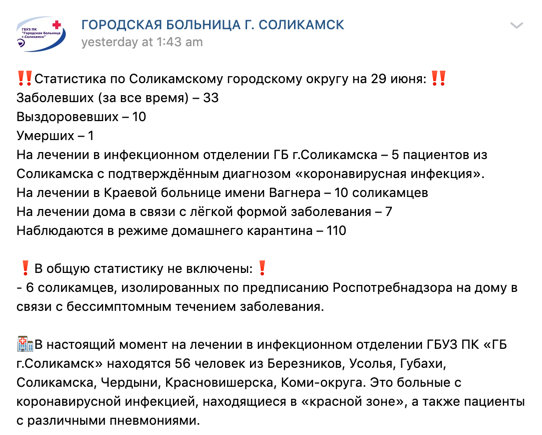 ГБУЗ ПК
"Городская больница
г.Соликамск"
ГОРОДСКАЯ БОЛЬНИЦА Г. СОЛИКАМСК
yesterday at 1:43 am
‼️Статистика по Соликамскому городскому округу на 29 июня: ‼️
Заболевших (за все время) – 33
Выздоровевших – 10
Умерших – 1
На лечении в инфекционном отделении ГБ г.Соликамска – 5 пациентов из
Соликамска с подтверждённым диагнозом «коронавирусная инфекция».
На лечении в Краевой больнице имени Вагнера – 10 соликамцев
На лечении дома в связи с лёгкой формой заболевания – 7
Наблюдаются в режиме домашнего карантина – 110
❗В общую статистику не включены: ❗
- 6 соликамцев, изолированных по предписанию Роспотребнадзора на дому в
связи с бессимптомным течением заболевания.
🏥В настоящий момент на лечении в инфекционном отделении ГБУЗ ПК «ГБ
г.Соликамск» находятся 56 человек из Березников, Усолья, Губахи,
Соликамска, Чердыни, Красновишерска, Коми-округа. Это больные с
коронавирусной инфекцией, находящиеся в «красной зоне», а также пациенты
с различными пневмониями.